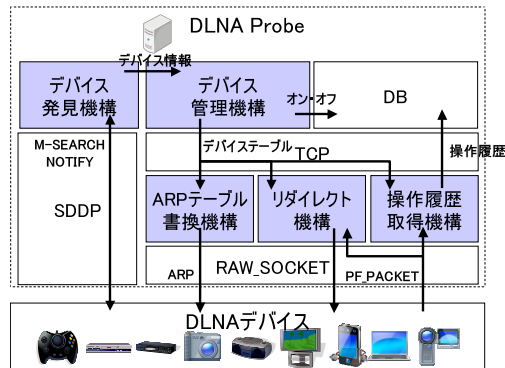 DLNA Probe
デバイス情報
デバイス
発見機構
デバイス
管理機構
オン・オフ
DB
M-SEARCH
NOTIFY
デバイステーブル
TCP
操作履歴
SDDP
ARPテーブル
書換機構
リダイレクト
機構
操作履歴
取得機構
ARP
RAW_SOCKET
PF_PACKET
DLNAデバイス